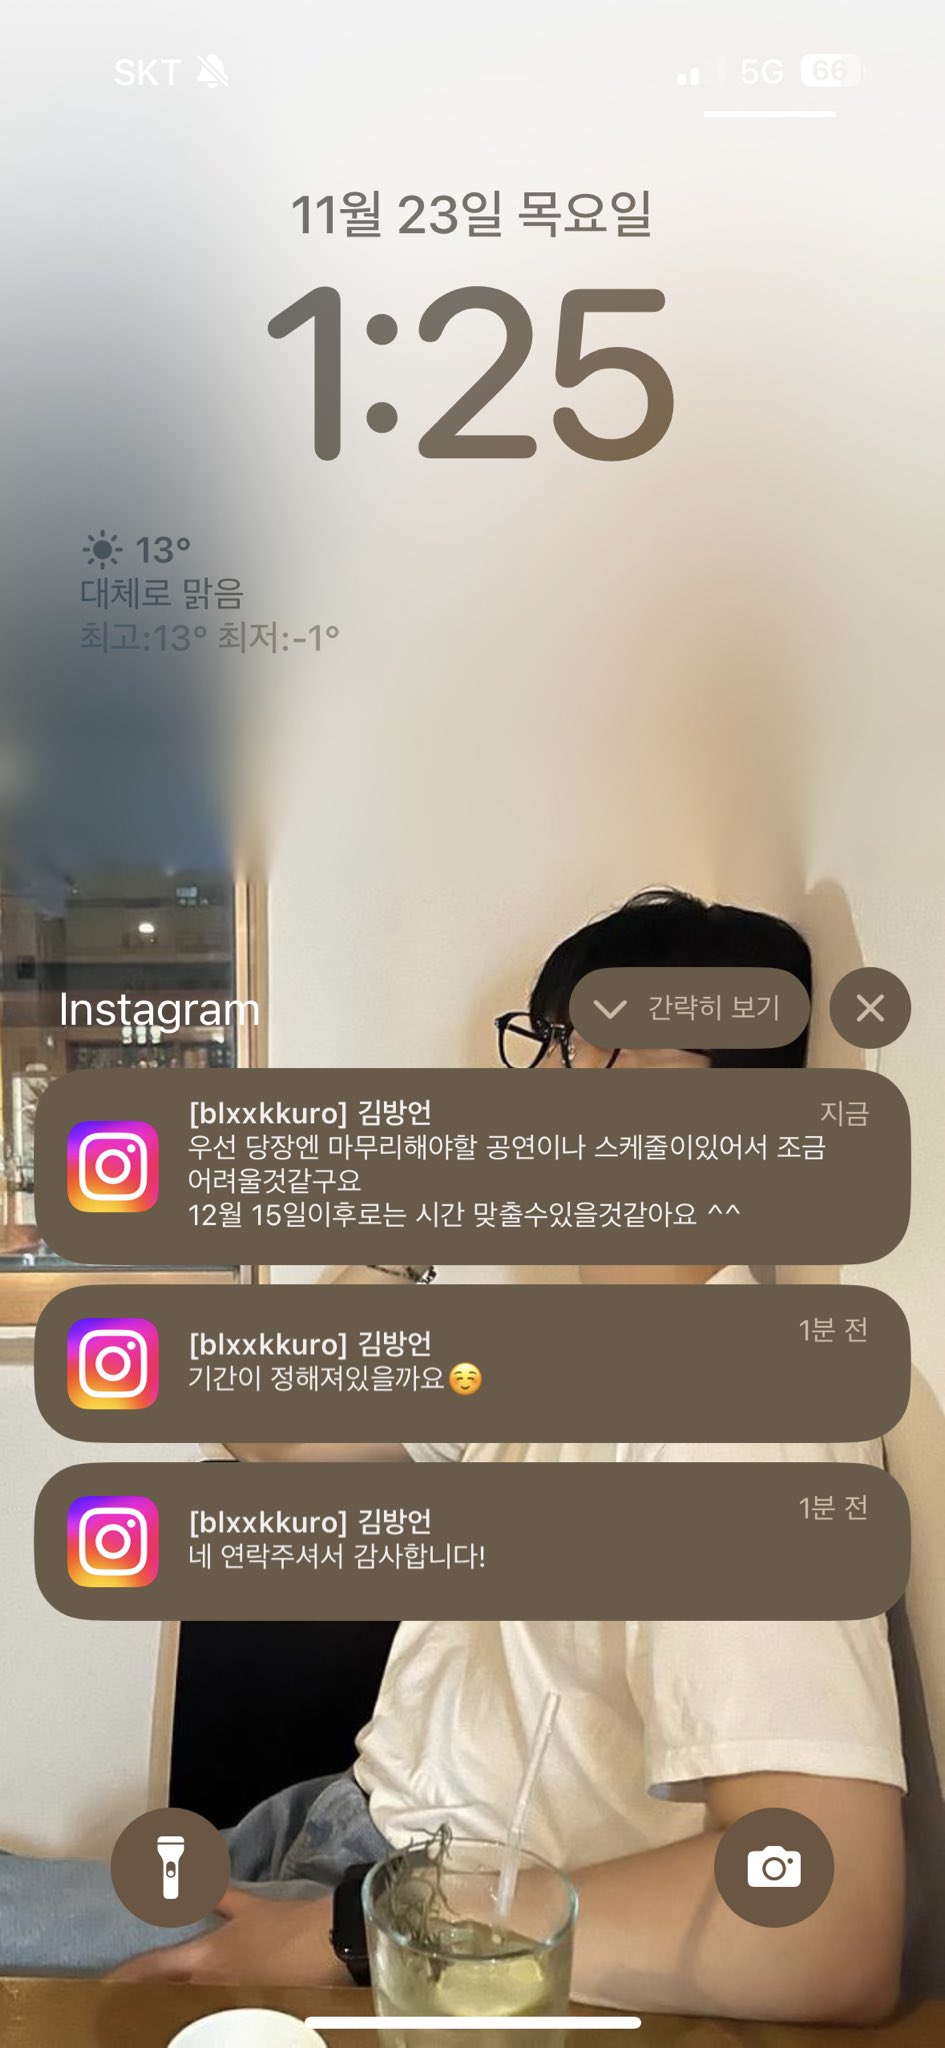 SKT 5G 66
11월 23일 목요일
1:25
13°
대체로 맑음
최고:13° 최저:-1°
Instagram
간략히 보기
[blxxkkuro] 김방언 지금
우선 당장엔 마무리해야할 공연이나 스케줄이있어서 조금
어려울것같구요
12월 15일이후로는 시간 맞출수있을것같아요 ^^
[blxxkkuro] 김방언 1분 전
기간이 정해져있을까요☺️
[blxxkkuro] 김방언 1분 전
네 연락주셔서 감사합니다!